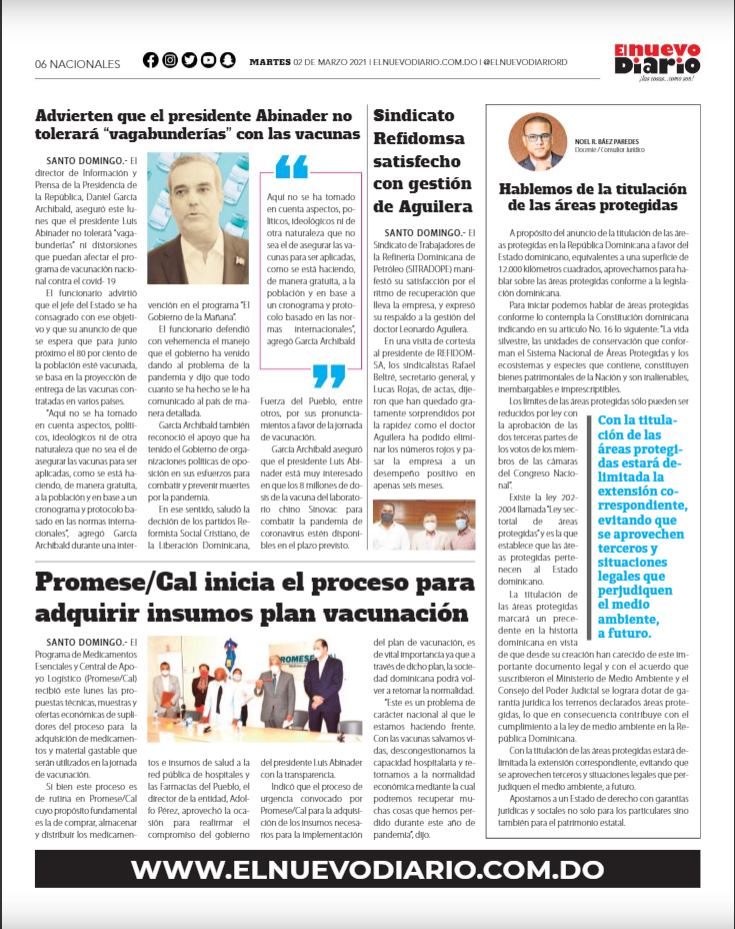 06 NACIONALES
MARTES 02 DE MARZO 2021 | ELNUEVODIARIO.COM.DO | @ELNUEVODIARIORD
El nuevo
Diario
¡las cosas...como son!
Advierten que el presidente Abinader no
tolerará “vagabunderías” con las vacunas
SANTO DOMINGO.- El
director de Información y
Prensa de la Presidencia de
la República, Daniel García
Archibald, aseguró este lu-
nes que el presidente Luis
Abinader no tolerará "vaga-
bunderías" ni distorsiones
que puedan afectar el pro-
grama de vacunación nacio-
nal contra el covid- 19
El funcionario advirtió
que el jefe del Estado se ha
consagrado con ese objeti-
vo y que su anuncio de que
se espera que para junio
próximo el 80 por ciento de
la población esté vacunada,
se basa en la proyección de
entrega de las vacunas con-
tratadas en varios países.
"Aquí no se ha tomado
en cuenta aspectos, políti-
cos, ideológicos ni de otra
naturaleza que no sea el de
asegurar las vacunas para ser
aplicadas, como se está ha-
ciendo, de manera gratuita,
a la población y en base a un
cronograma y protocolo ba-
sado en las normas interna-
cionales", agregó García
Archibald durante una inter-
vención en el programa "El
Gobierno de la Mañana".
El funcionario defendió
con vehemencia el manejo
que el gobierno ha venido
dando al problema de la
pandemia y dijo que todo
cuanto se ha hecho se le ha
comunicado al país de ma-
nera detallada.
García Archibald también
reconoció el apoyo que ha
tenido el Gobierno de or-
ganizaciones políticas de opo-
sición en sus esfuerzos para
combatir y prevenir muertes
por la pandemia.
En ese sentido, saludó la
decisión de los partidos Re-
formista Social Cristiano, de
la Liberación Dominicana,
“
Aquí no se ha tomado
en cuenta aspectos, po-
líticos, ideológicos ni de
otra naturaleza que no
sea el de asegurar las va-
cunas para ser aplicadas,
como se está haciendo,
de manera gratuita, a la
población y en base a
un cronograma y proto-
colo basado en las nor-
mas internacionales",
agregó García Archibald
”
Fuerza del Pueblo, entre
otros, por sus pronuncia-
mientos a favor de la jornada
de vacunación.
García Archibald aseguró
que el presidente Luis Abi-
nader está muy interesado
en que los 8 millones de do-
sis de la vacuna del laborato-
rio chino Sinovac para
combatir la pandemia de
coronavirus estén disponi-
bles en el plazo previsto.
Sindicato
Refidomsa
satisfecho
con gestión
de Aguilera
SANTO DOMINGO.- El
Sindicato de Trabajadores de
la Refinería Dominicana de
Petróleo (SITRADOPE) mani-
festó su satisfacción por el
ritmo de recuperación que
lleva la empresa, y expresó
su respaldo a la gestión del
doctor Leonardo Aguilera.
En una visita de cortesía
al presidente de REFIDOM-
SA, los sindicalistas Rafael
Beltré, secretario general, y
Lucas Rojas, de actas, dije-
ron que han quedado gra-
tamente sorprendidos por
la rapidez como el doctor
Aguilera ha podido elimi-
nar los números rojos y pa-
sar la empresa a un
desempeño positivo en
apenas seis meses.
NOEL R. BÁEZ PAREDES
Docente / Consultor Jurídico
Hablemos de la titulación
de las áreas protegidas
A propósito del anuncio de la titulación de las áre-
as protegidas en la República Dominicana a favor del
Estado dominicano, equivalentes a una superficie de
12.000 kilómetros cuadrados, aprovechamos para ha-
blar sobre las áreas protegidas conforme a la legisla-
ción dominicana.
Para iniciar podemos hablar de áreas protegidas
conforme lo contempla la Constitución dominicana
indicando en su artículo No. 16 lo siguiente: "La vida
silvestre, las unidades de conservación que confor-
man el Sistema Nacional de Áreas Protegidas y los
ecosistemas y especies que contiene, constituyen
bienes patrimoniales de la Nación y son inalienables,
inembargables e imprescriptibles.
Los límites de las áreas protegidas sólo pueden ser
reducidos por ley con
la aprobación de las
dos terceras partes de
los votos de los miem-
bros de las cámaras
del Congreso Nacio-
nal".
Existe la ley 202-
2004 llamada "Ley sec-
torial de áreas
protegidas" y es la que
establece que las áre-
as protegidas pertene-
cen al Estado
dominicano.
La titulación de
las áreas protegidas
marcará un prece-
dente en la historia
dominicana en vista
Con la titula-
ción de las
áreas protegi-
das estará de-
limitada la
extensión co-
rrespondiente,
evitando que
se aprovechen
terceros y
situaciones
legales que
perjudiquen
el medio
ambiente,
a futuro.
de que desde su creación han carecido de este im-
portante documento legal y con el acuerdo que
suscribieron el Ministerio de Medio Ambiente y el
Consejo del Poder Judicial se lograra dotar de ga-
rantía jurídica los terrenos declarados áreas prote-
gidas, lo que en consecuencia contribuye con el
cumplimiento a la ley de medio ambiente en la Re-
pública Dominicana.
Con la titulación de las áreas protegidas estará de-
limitada la extensión correspondiente, evitando que
se aprovechen terceros y situaciones legales que per-
judiquen el medio ambiente, a futuro.
Apostamos a un Estado de derecho con garantías
jurídicas y sociales no solo para los particulares sino
también para el patrimonio estatal.
Promese/Cal inicia el proceso para
adquirir insumos plan vacunación
SANTO DOMINGO.- El
Programa de Medicamentos
Esenciales y Central de Apo-
yo Logístico (Promese/Cal)
recibió este lunes las pro-
puestas técnicas, muestras y
ofertas económicas de supli-
dores del proceso para la
adquisición de medicamen-
tos y material gastable que
serán utilizados en la jornada
de vacunación.
Si bien este proceso es
de rutina en Promese/Cal
cuyo propósito fundamental
es la de comprar, almacenar
y distribuir los medicamen-
PROMESE
tos e insumos de salud a la
red pública de hospitales y
las Farmacias del Pueblo, el
director de la entidad, Adol-
fo Pérez, aprovechó la oca-
sión para reafirmar el
compromiso del gobierno
del presidente Luis Abinader
con la transparencia.
Indicó que el proceso de
urgencia convocado por
Promese/Cal para la adquisi-
ción de los insumos necesa-
rios para la implementación
del plan de vacunación, es
de vital importancia ya que a
través de dicho plan, la socie-
dad dominicana podrá vol-
ver a retomar la normalidad.
"Este es un problema de
carácter nacional al que le
estamos haciendo frente.
Con las vacunas salvamos vi-
das, descongestionamos la
capacidad hospitalaria y re-
tornamos a la normalidad
económica mediante la cual
podremos recuperar mu-
chas cosas que hemos per-
dido durante este año de
pandemia", dijo.
WWW.ELNUEVODIARIO.COM.DO